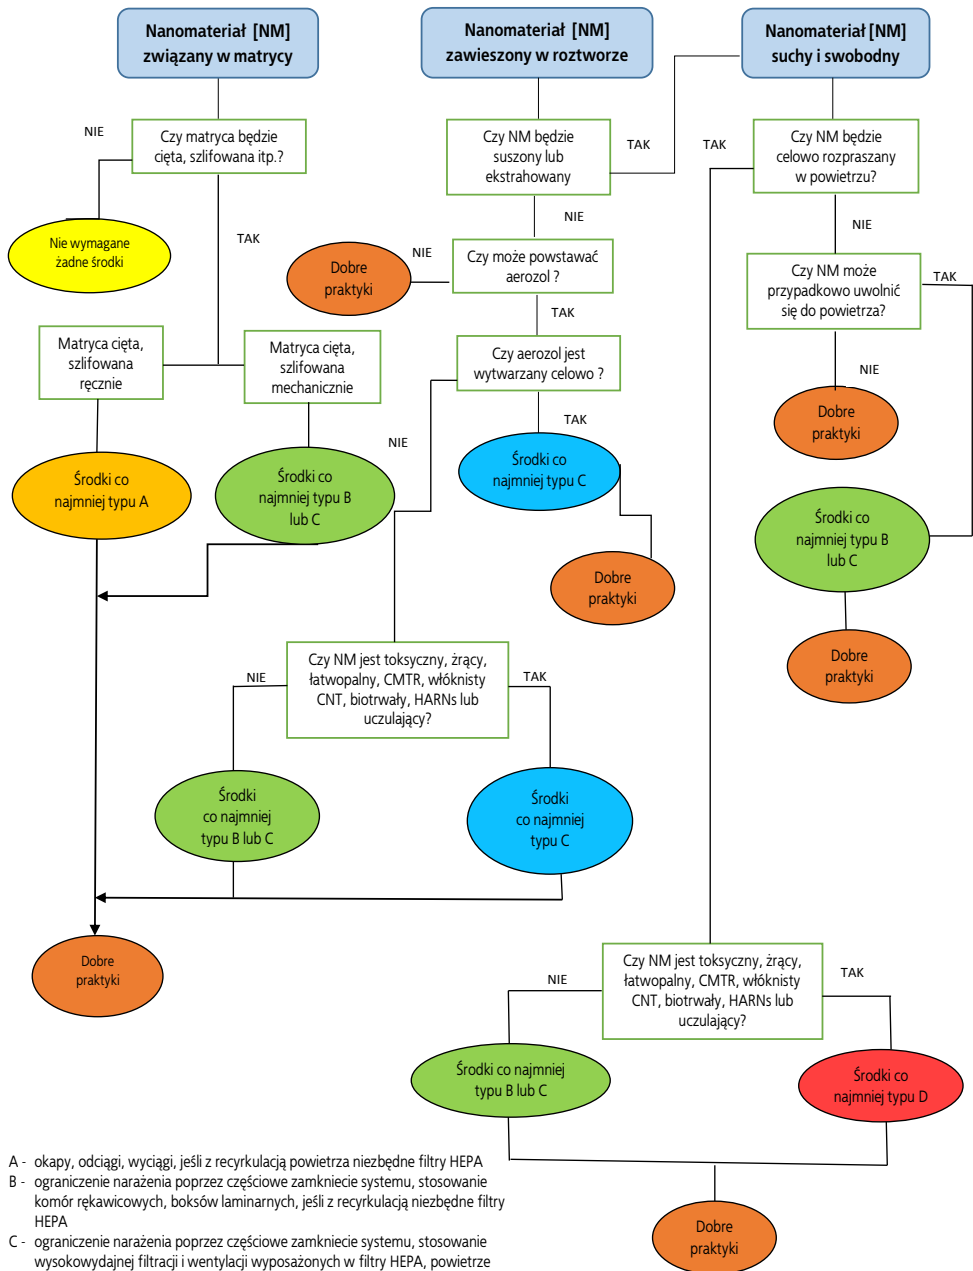 Nanomateriał [NM]
związany w matrycy
Nanomateriał [NM]
zawieszony w roztworze
Nanomateriał [NM]
suchy i swobodny
NIE
Czy matryca będzie
cięta, szlifowana itp.?
Czy NM będzie
suszony lub
ekstrahowany
TAK
TAK
Czy NM będzie
celowo rozpraszany
w powietrzu?
Nie wymagane
żadne środki
TAK
NIE
NIE
Dobre
praktyki
NIE
Czy może powstawać
aerozol ?
Czy NM może
przypadkowo uwolnić
się do powietrza?
TAK
TAK
Matryca cięta,
szlifowana
ręcznie
Matryca cięta,
szlifowana
mechanicznie
Czy aerozol jest
wytwarzany celowo ?
NIE
Dobre
praktyki
NIE
TAK
Środki co
najmniej typu A
Środki co
najmniej typu B
lub C
Środki co
najmniej typu C
Środki co
najmniej typu B
lub C
Dobre
praktyki
Dobre
praktyki
NIE
Czy NM jest toksyczny, żrący,
łatwopalny, CMTR, włóknisty
CNT, biotrwały, HARNs lub
uczulający?
TAK
Środki
co najmniej
typu B lub C
Środki
co najmniej
typu C
Dobre
praktyki
NIE
Czy NM jest toksyczny, żrący,
łatwopalny, CMTR, włóknisty
CNT, biotrwały, HARNs lub
uczulający?
TAK
Środki co najmniej
typu B lub C
Środki co
najmniej typu D
Dobre
praktyki
A - okapy, odciągi, wyciągi, jeśli z recyrkulacją powietrza niezbędne filtry HEPA
B - ograniczenie narażenia poprzez częściowe zamkniecie systemu, stosowanie
komór rękawicowych, boksów laminarnych, jeśli z recyrkulacją niezbędne filtry
HEPA
C - ograniczenie narażenia poprzez częściowe zamkniecie systemu, stosowanie
wysokowydajnej filtracji i wentylacji wyposażonych w filtry HEPA, powietrze